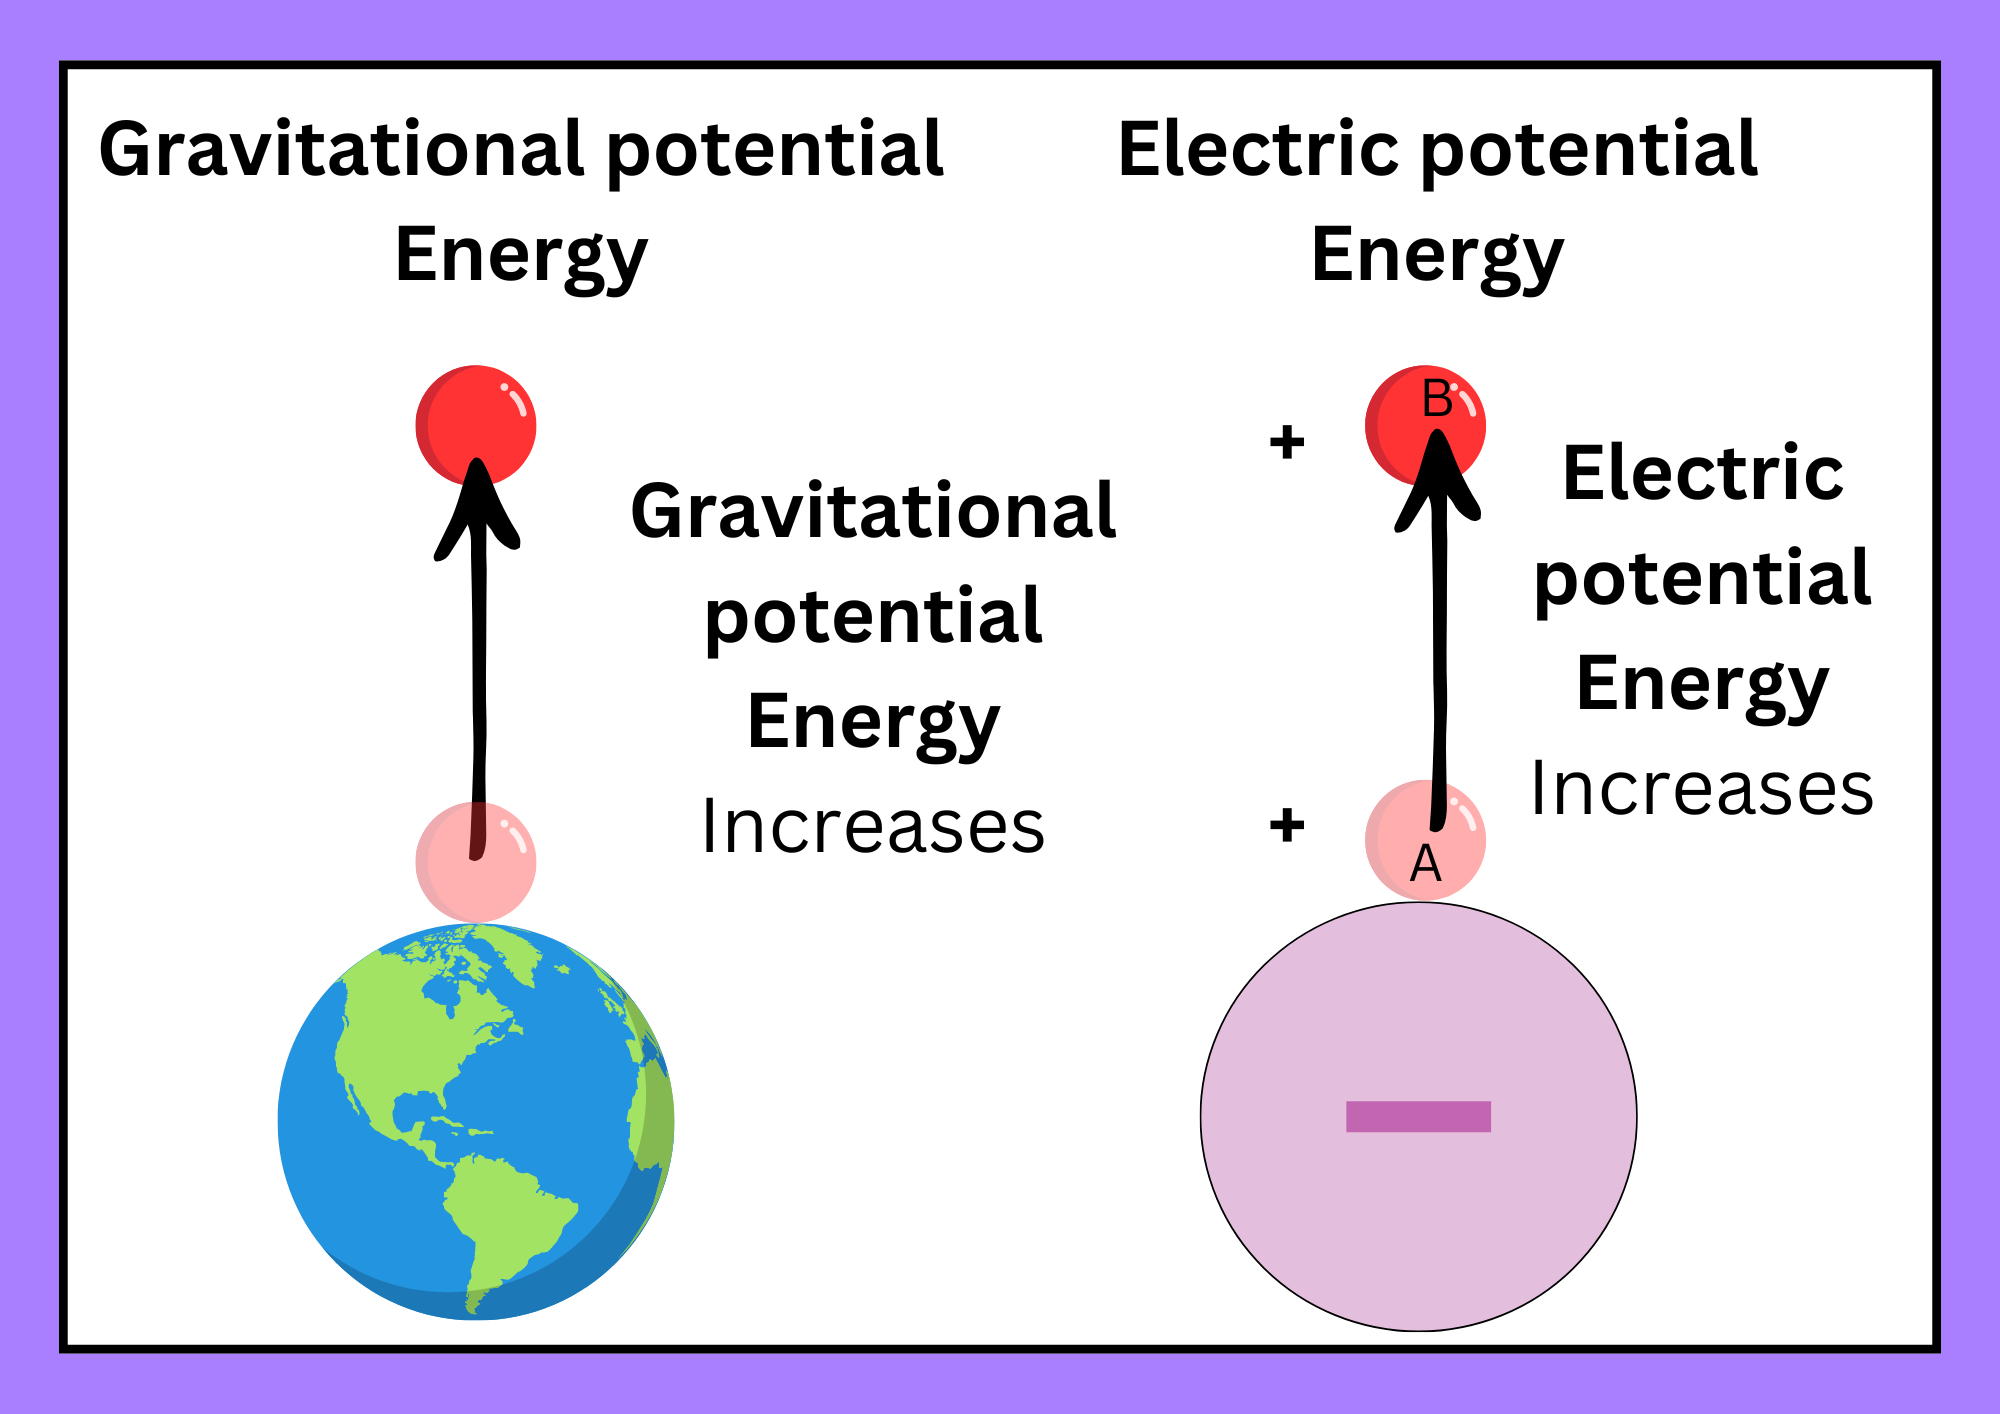 Gravitational potential
Energy
Electric potential
Energy
Gravitational
potential
Energy
Increases
+
B
Electric
potential
Energy
Increases
+
A
−